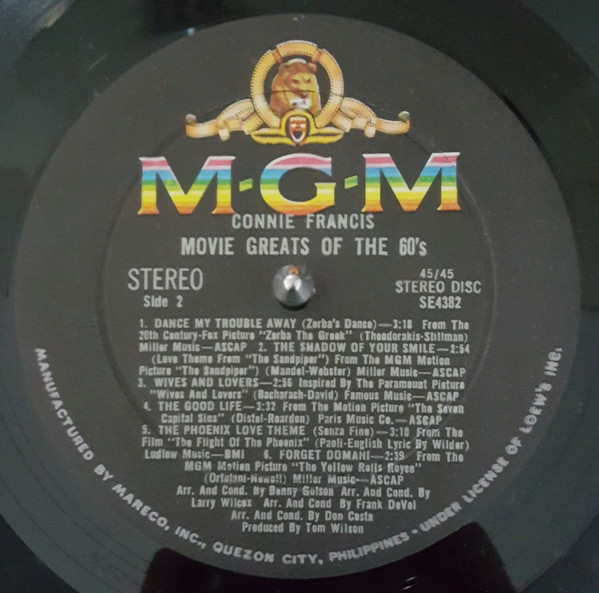 M-G-M
CONNIE FRANCIS
MOVIE GREATS OF THE 60's
STEREO
Side 2
45/45
STEREO DISC
SE4382
1. DANCE MY TROUBLE AWAY (Zorba's Dance)—3:18 From The
20th Century-Fox Picture "Zorba The Greek" (Theodorakis-Stillman)
Miller Music—ASCAP 2. THE SHADOW OF YOUR SMILE—2:54
(Love Theme From "The Sandpiper") From The MGM Motion
Picture "The Sandpiper") (Mandel-Webster) Miller Music—ASCAP
3. WIVES AND LOVERS—2:56 Inspired By The Paramount Picture
"Wives And Lovers" (Bacharach-David) Famous Music—ASCAP
4. THE GOOD LIFE—3:32 From The Motion Picture "The Seven
Capital Sins" (Distel-Reardon) Paris Music Co.—ASCAP
5. THE PHOENIX LOVE THEME (Senza Fine)—3:10 From The
Film "The Flight Of The Phoenix" (Paoli-English Lyric By Wilder)
Ludlow Music—BMI 6. FORGET DOMANI—2:39 From The
MGM Motion Picture "The Yellow Rolls Royce"
(Ortolani-Newell) Miller Music—ASCAP
Arr. And Cond. By Benny Golson Arr. And Cond. By
Larry Wilcox Arr. And Cond By Frank DeVol
Arr. And Cond. By Don Costa
Produced By Tom Wilson
MANUFACTURED BY MARECO, INC., QUEZON CITY, PHILIPPINES - UNDER LICENSE OF LOEW'S INC.